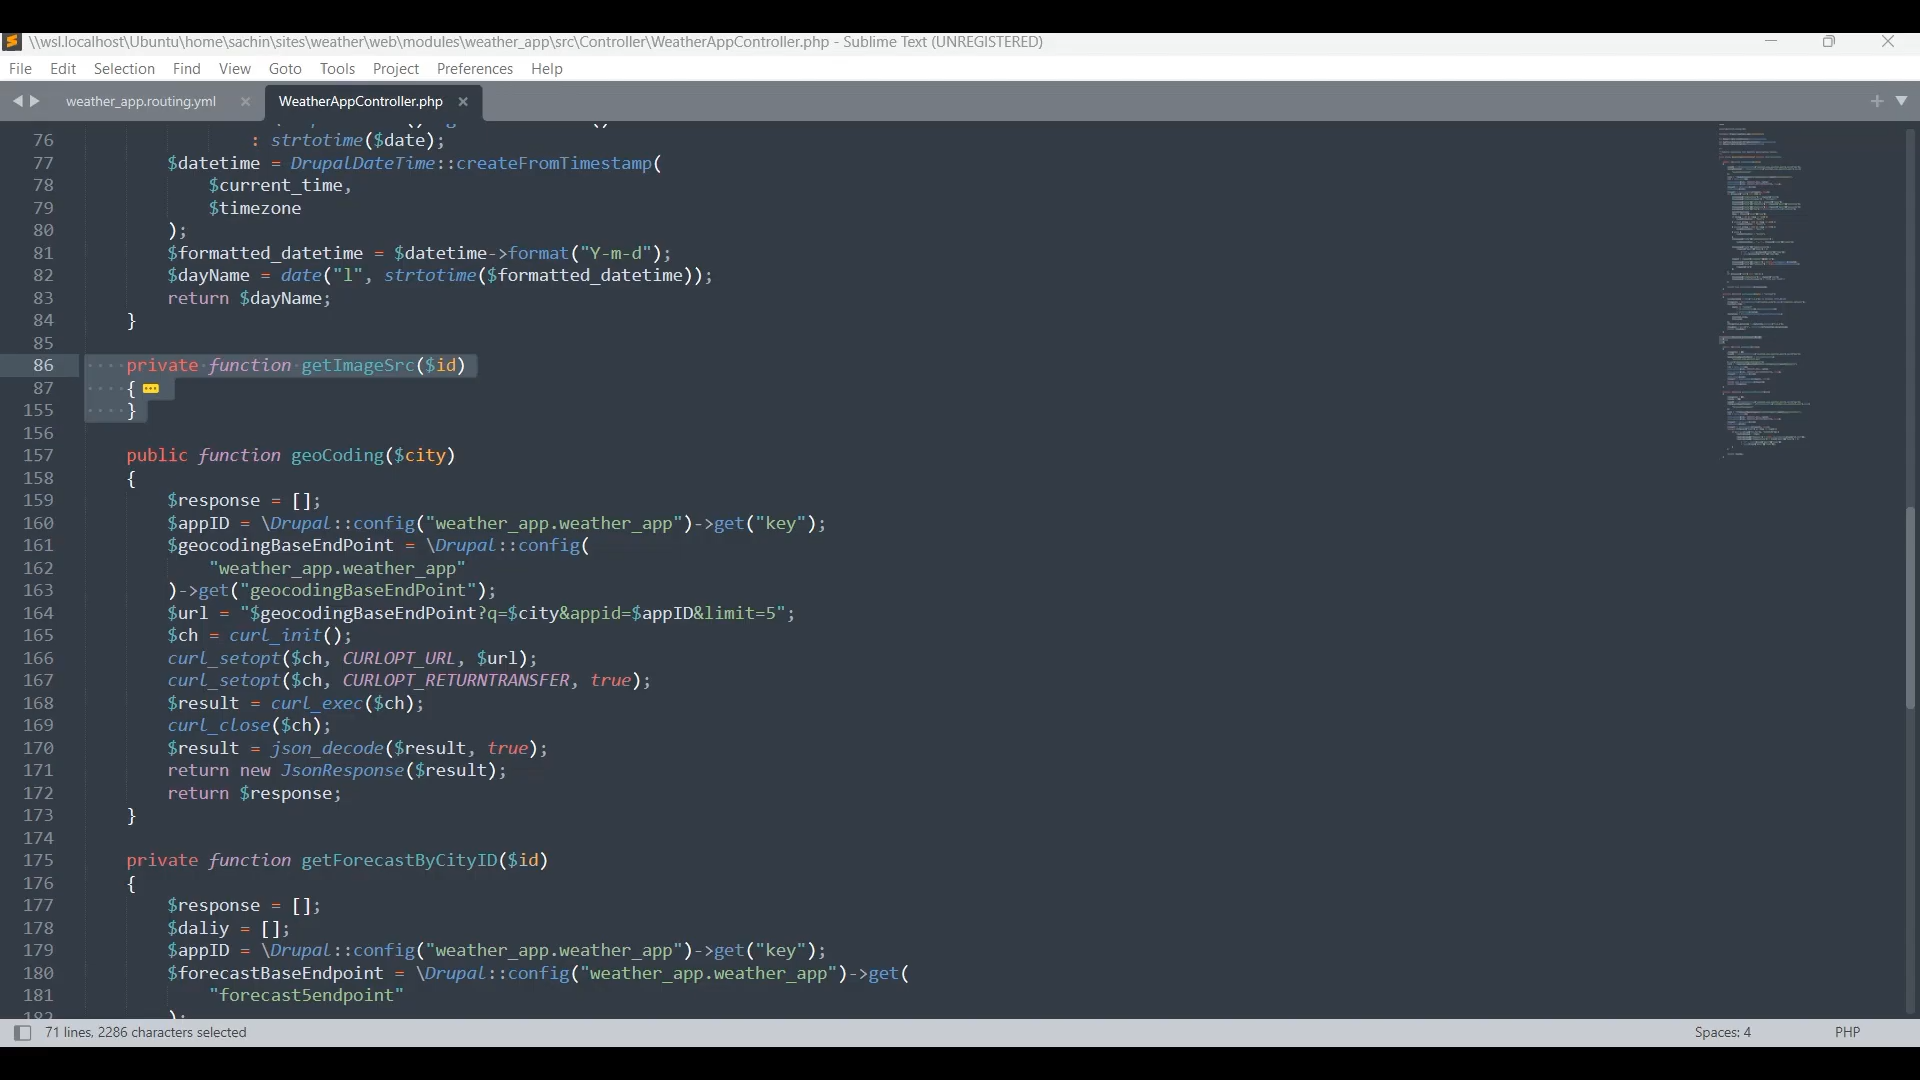 \\wsl.localhost\Ubuntu\home\sachin\sites\weather\web\modules\weather_app\src\Controller\WeatherAppController.php - Sublime Text (UNREGISTERED)
File Edit Selection Find View Goto Tools Project Preferences Help
weather_app.routing.yml WeatherAppController.php
76 : strtotime($date);
77 $datetime = DrupalDateTime::createFromTimestamp(
78 $current_time,
79 $timezone
80 );
81 $formatted_datetime = $datetime->format("Y-m-d");
82 $dayName = date("l", strtotime($formatted_datetime));
83 return $dayName;
84 }
85
86 private function getImageSrc($id)
87 {
155 }
156
157 public function geoCoding($city)
158 {
159 $response = [];
160 $appID = \Drupal::config("weather_app.weather_app")->get("key");
161 $geocodingBaseEndPoint = \Drupal::config(
162 "weather_app.weather_app"
163 )->get("geocodingBaseEndPoint");
164 $url = "$geocodingBaseEndPoint?q=$city&appid=$appID&limit=5";
165 $ch = curl_init();
166 curl_setopt($ch, CURLOPT_URL, $url);
167 curl_setopt($ch, CURLOPT_RETURNTRANSFER, true);
168 $result = curl_exec($ch);
169 curl_close($ch);
170 $result = json_decode($result, true);
171 return new JsonResponse($result);
172 return $response;
173 }
174
175 private function getForecastByCityID($id)
176 {
177 $response = [];
178 $daliy = [];
179 $appID = \Drupal::config("weather_app.weather_app")->get("key");
180 $forecastBaseEndpoint = \Drupal::config("weather_app.weather_app")->get(
181 "forecast5endpoint"
182 );
71 lines, 2286 characters selected Spaces: 4 PHP